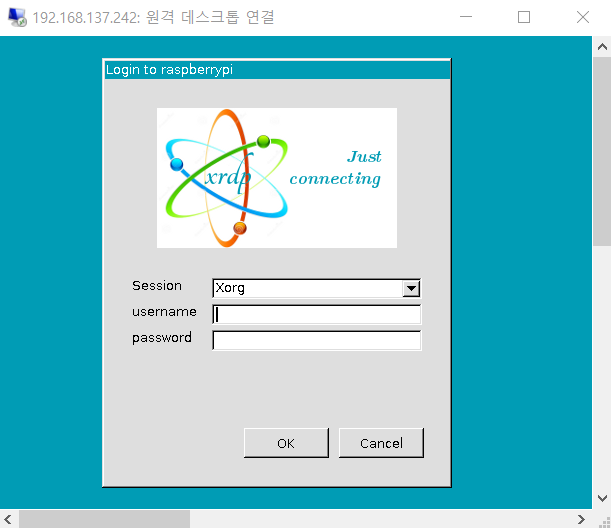 192.168.137.242: 원격 데스크톱 연결
Login to raspberrypi
xrdp
Just
connecting
Session
Xorg
username
password
OK
Cancel